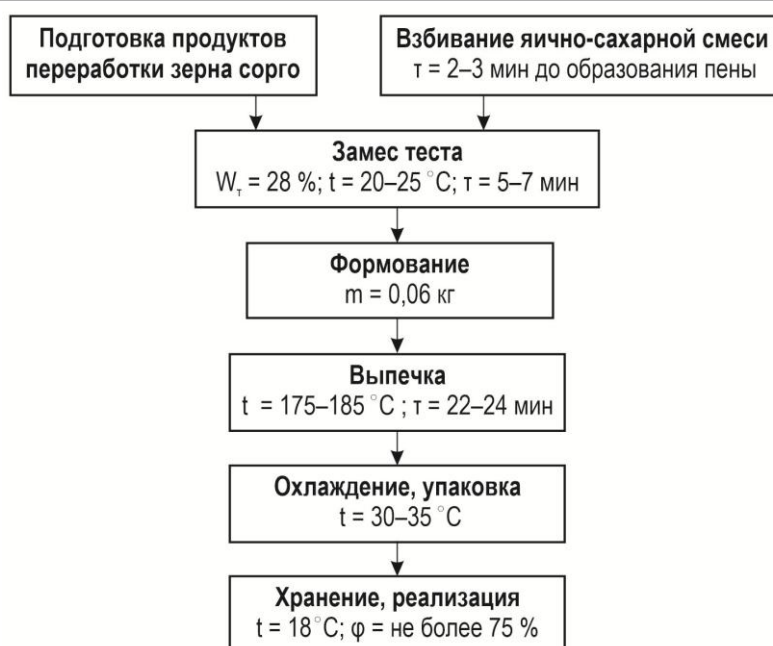 Подготовка продуктов
переработки зерна сорго
Взбивание яично-сахарной смеси
τ = 2–3 мин до образования пены
Замес теста
Wт = 28 %; t = 20–25 °C; τ = 5–7 мин
Формование
m = 0,06 кг
Выпечка
t = 175–185 °C ; τ = 22–24 мин
Охлаждение, упаковка
t = 30–35 °C
Хранение, реализация
t = 18°C; φ = не более 75 %